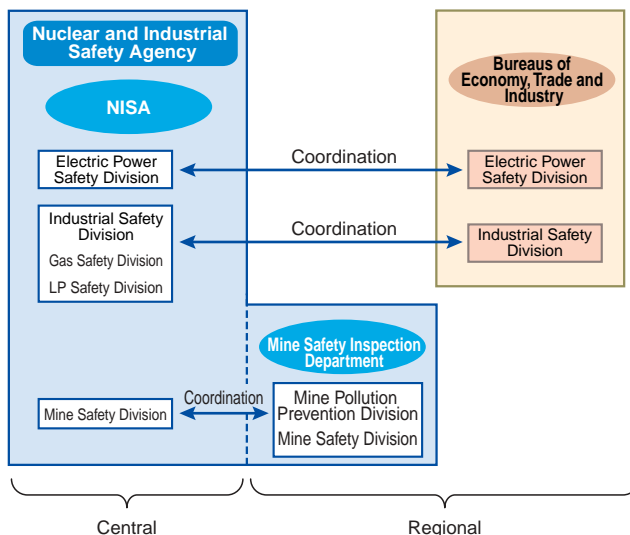 Nuclear and Industrial
Safety Agency
NISA
Bureaus of
Economy, Trade and
Industry
Electric Power
Safety Division
Coordination
Electric Power
Safety Division
Industrial Safety
Division
Gas Safety Division
LP Safety Division
Coordination
Industrial Safety
Division
Mine Safety Inspection
Department
Mine Safety Division
Coordination
Mine Pollution
Prevention Division
Mine Safety Division
Central
Regional